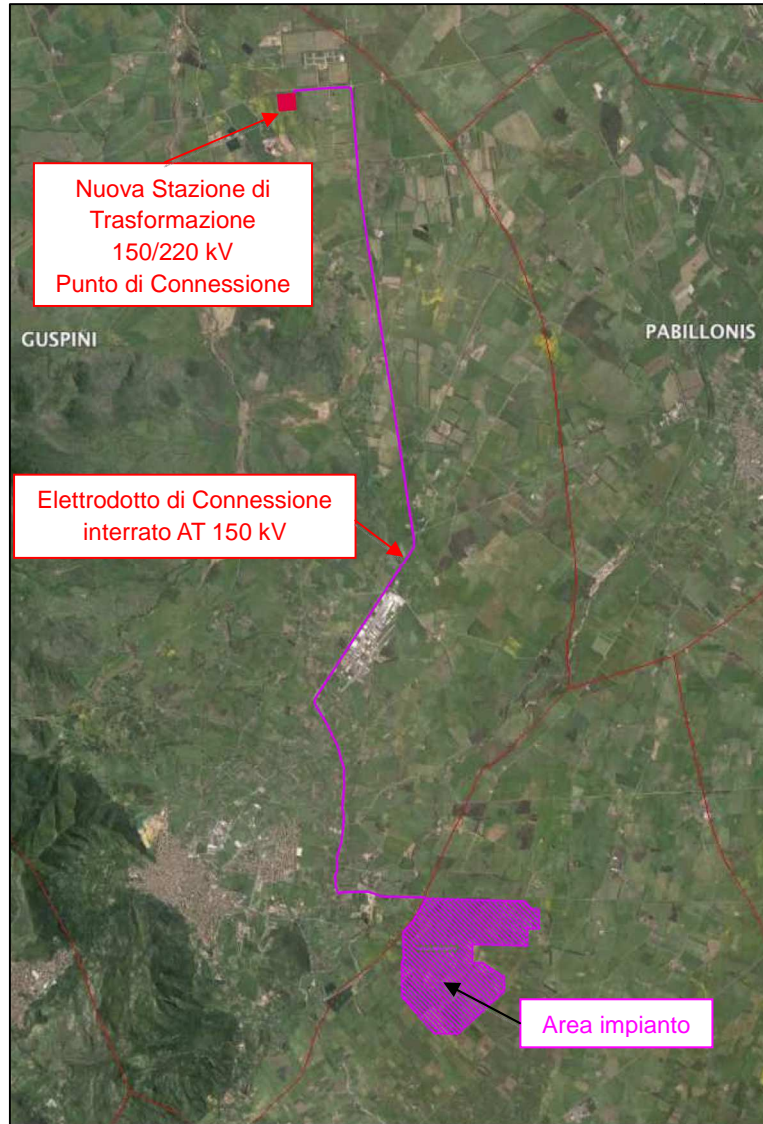 Nuova Stazione di
Trasformazione
150/220 kV
Punto di Connessione
GUSPINI
PABILLONIS
Elettrodotto di Connessione
interrato AT 150 kV
Area impianto